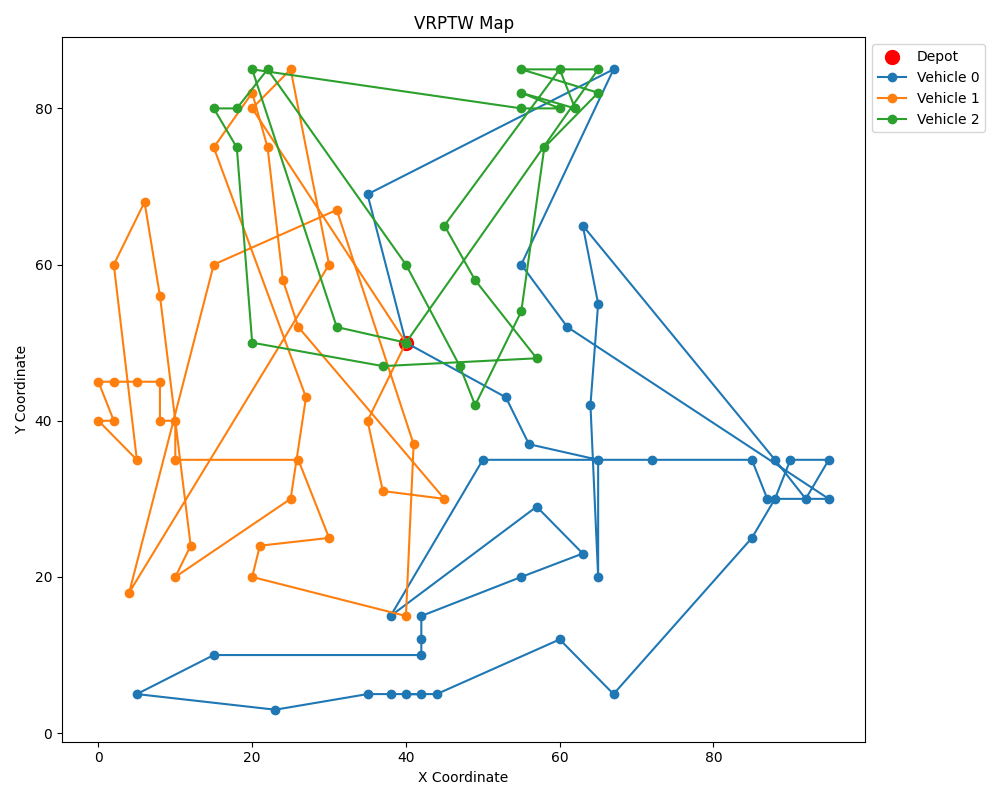 VRPTW Map
Depot
Vehicle 0
Vehicle 1
Vehicle 2
Y Coordinate
80
60
40
20
0
0 20 40 60 80
X Coordinate